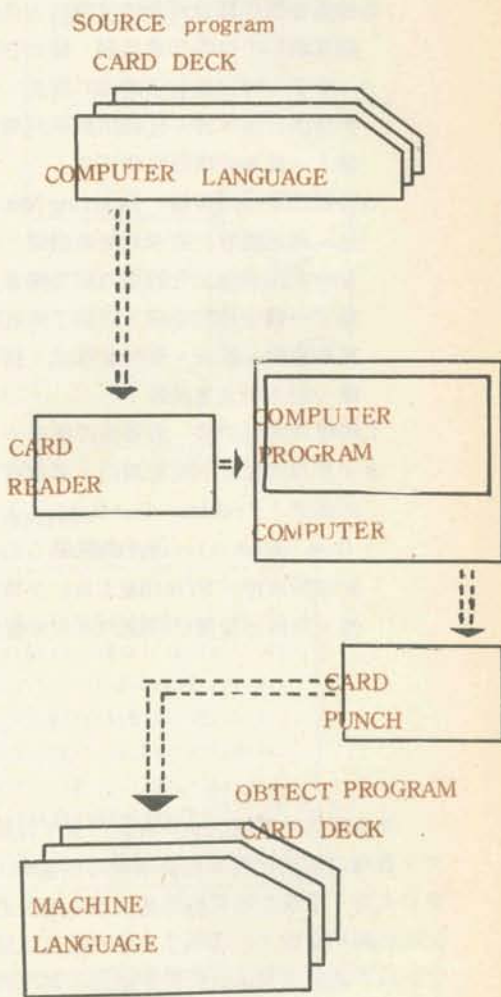 SOURCE program
CARD DECK
COMPUTER LANGUAGE
CARD
READER
COMPUTER
PROGRAM
COMPUTER
CARD
PUNCH
OBTECT PROGRAM
CARD DECK
MACHINE
LANGUAGE